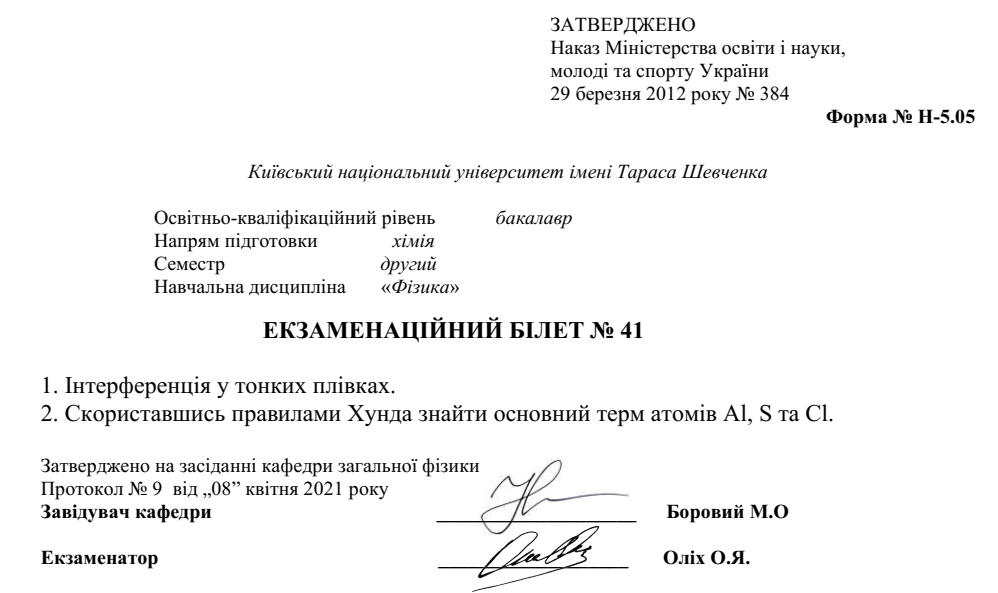 ЗАТВЕРДЖЕНО
Наказ Міністерства освіти і науки,
молоді та спорту України
29 березня 2012 року № 384
Форма № Н-5.05
Київський національний університет імені Тараса Шевченка
Освітньо-кваліфікаційний рівень бакалавр
Напрям підготовки хімія
Семестр другий
Навчальна дисципліна «Фізика»
ЕКЗАМЕНАЦІЙНИЙ БІЛЕТ № 41
1. Інтерференція у тонких плівках.
2. Скориставшись правилами Хунда знайти основний терм атомів Al, S та Cl.
Затверджено на засіданні кафедри загальної фізики
Протокол № 9 від „08” квітня 2021 року
Завідувач кафедри Боровий М.О
Екзаменатор Оліх О.Я.